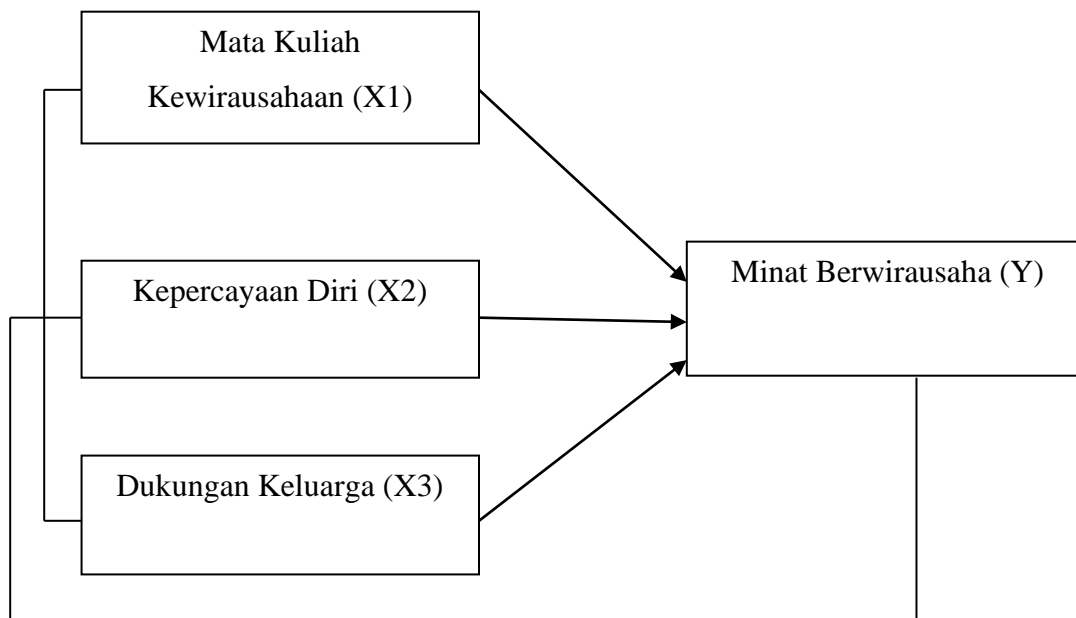 Mata Kuliah
Kewirausahaan (X1)
Kepercayaan Diri (X2)
Minat Berwirausaha (Y)
Dukungan Keluarga (X3)